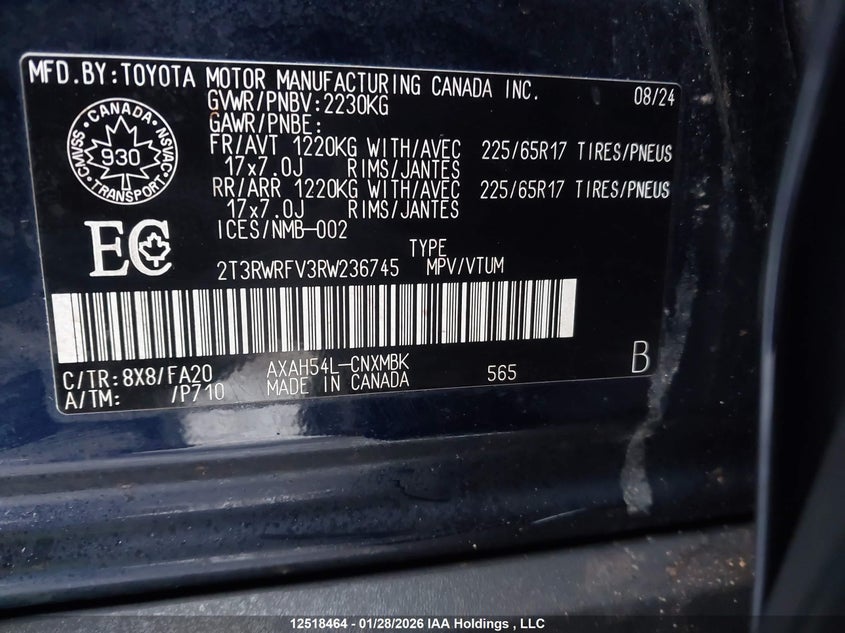 MFD.BY:TOYOTA MOTOR MANUFACTURING CANADA INC. 08/24
GVWR/PNBV:2230KG
GAWR/PNBE:
FR/AVT 1220KG WITH/AVEC 225/65R17 TIRES/PNEUS
17x7.0J RIMS/JANTES
RR/ARR 1220KG WITH/AVEC 225/65R17 TIRES/PNEUS
17x7.0J RIMS/JANTES
ICES/NMB-002
CANADA
CMVSS
930
NSVAC
TRANSPORT
EC
TYPE
2T3RWRFV3RW236745 MPV/VTUM
C/TR:8X8/FA20 AXAH54L-CNXMBK 565 B
A/TM: /P710 MADE IN CANADA
12518464 - 01/28/2026 IAA Holdings , LLC